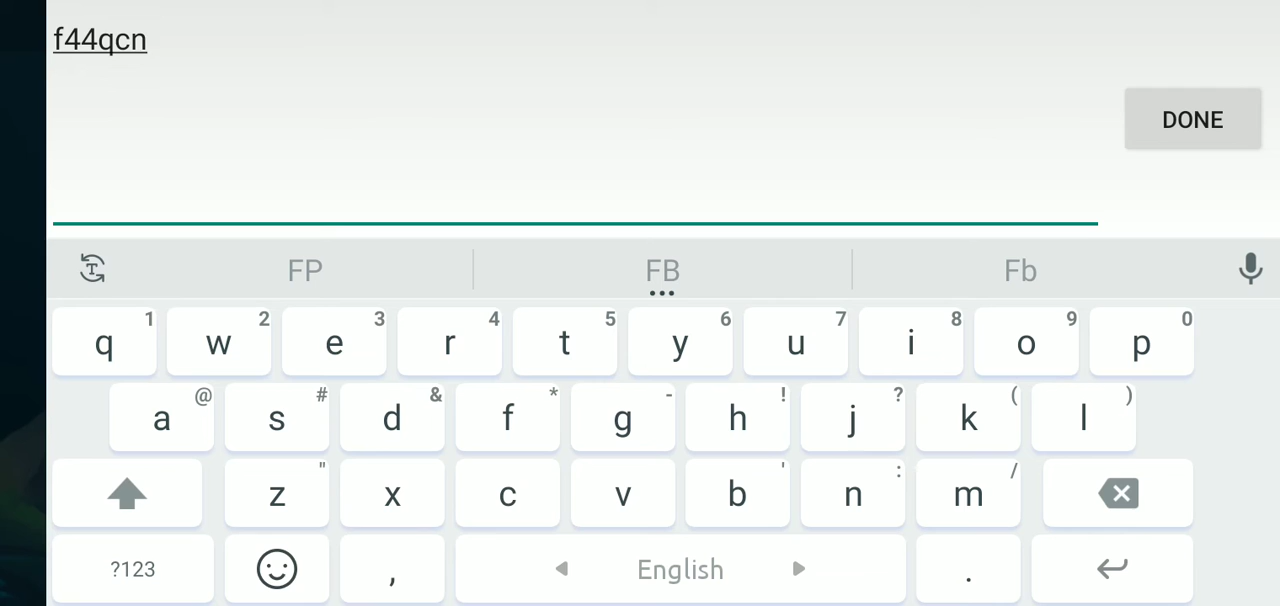 f44qcn
DONE
FP FB Fb
q 1 w 2 e 3 r 4 t 5 y 6 u 7 i 8 o 9 p 0
a @ s # d & f * g - h ! j ? k ( l )
z " x c v b ' n : m /
?123 , English .